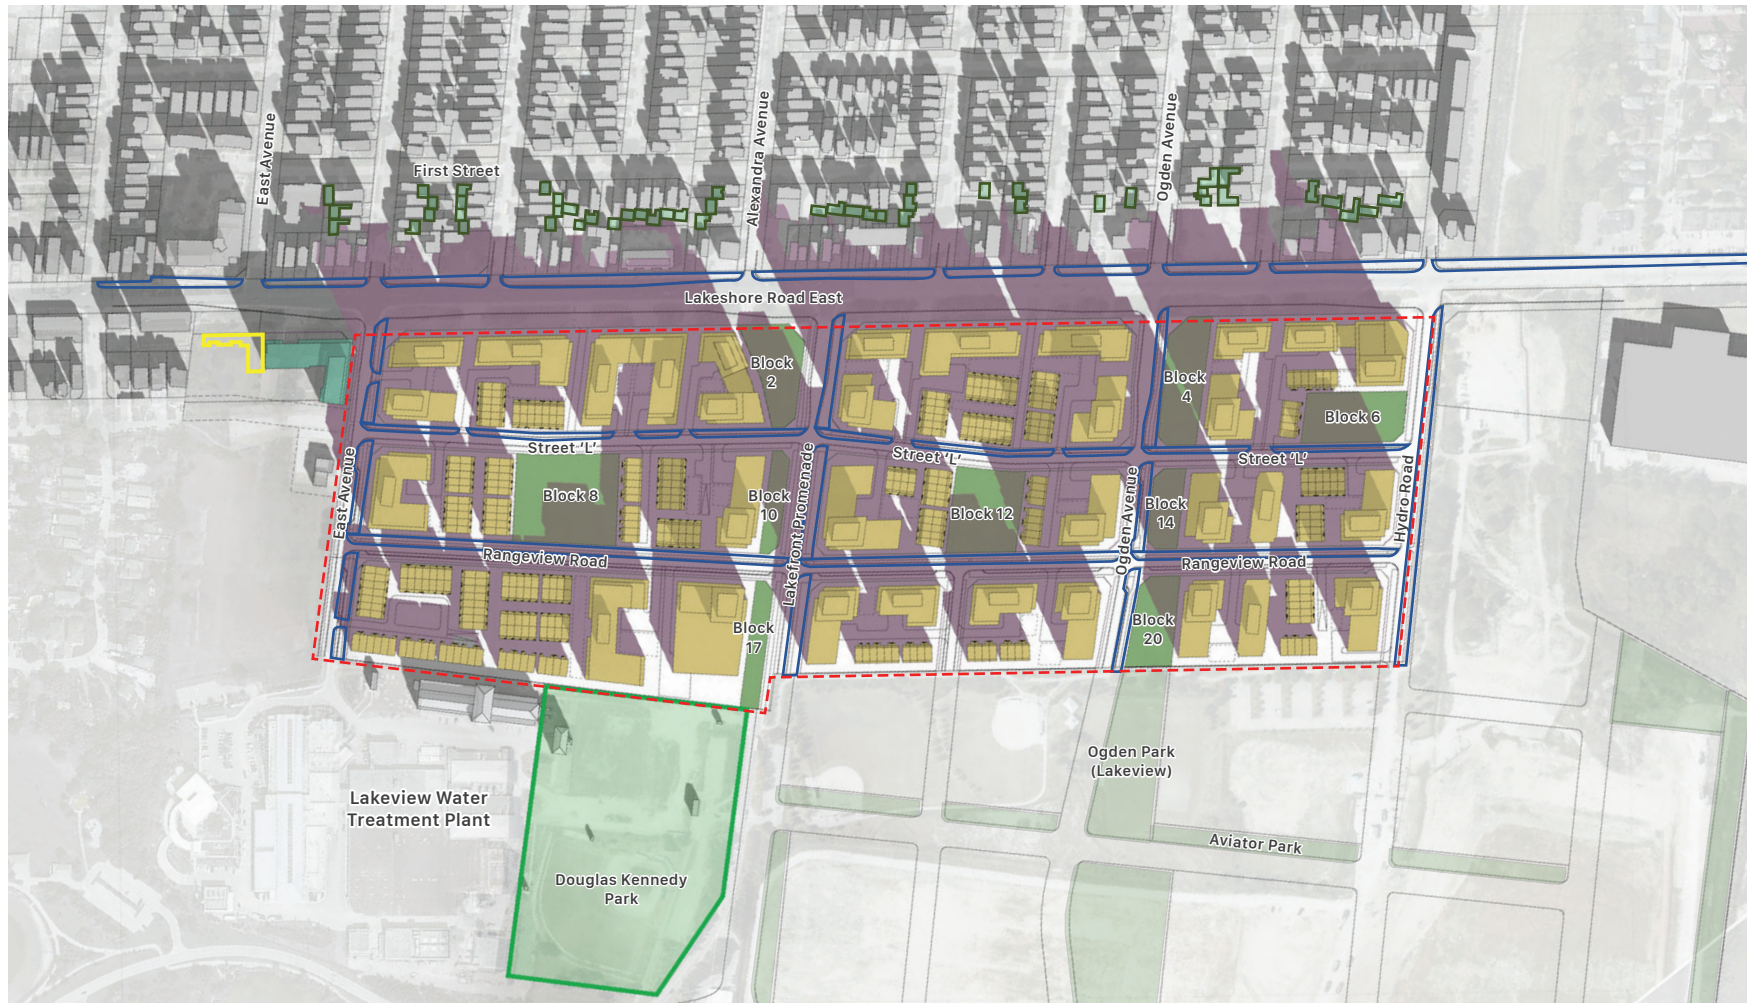 East Avenue
First Street
Alexandra Avenue
Ogden Avenue
Lakeshore Road East
Block
2
Block
4
Block 6
Street ‘L’
Street ‘L’
Street ‘L’
East Avenue
Block 8
Block
10
Lakefront Promenade
Block 12
Ogden Avenue
Block
14
Hydro Road
Rangeview Road
Rangeview Road
Block
17
Block
20
Ogden Park
(Lakeview)
Lakeview Water
Treatment Plant
Aviator Park
Douglas Kennedy
Park